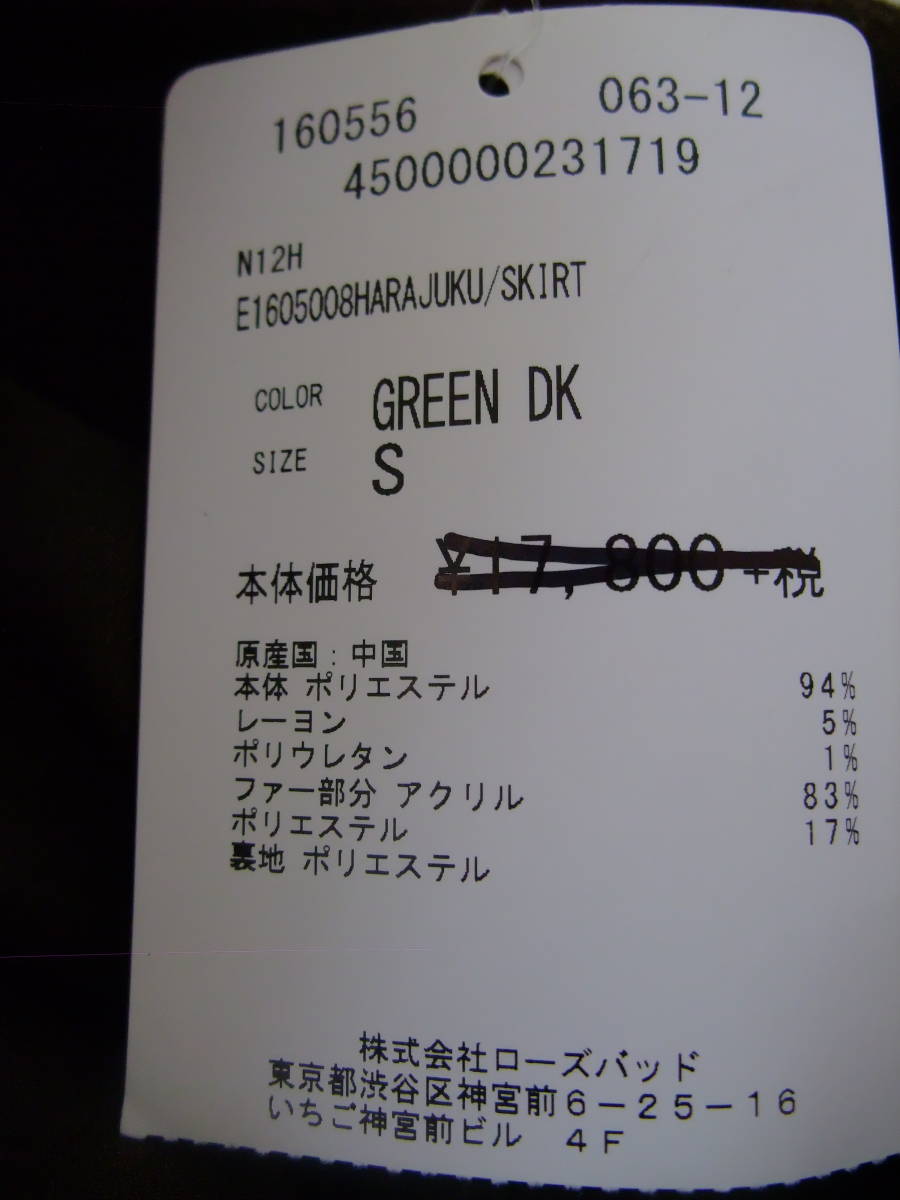 160556 063-12
4500000231719
N12H
E1605008HARAJUKU/SKIRT
COLOR GREEN DK
SIZE S
本体価格 ¥17,800+税
原産国:中国
本体 ポリエステル 94%
レーヨン 5%
ポリウレタン 1%
ファー部分 アクリル 83%
ポリエステル 17%
裏地 ポリエステル
株式会社ローズバッド
東京都渋谷区神宮前6-25-16
いちご神宮前ビル 4F